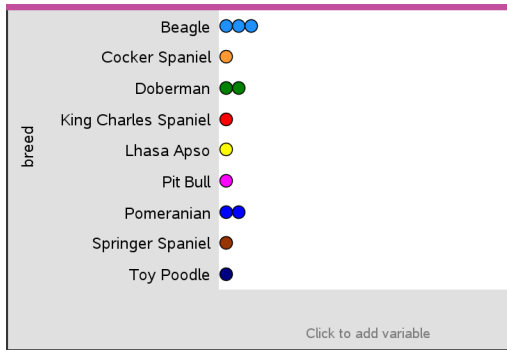 breed
Beagle
Cocker Spaniel
Doberman
King Charles Spaniel
Lhasa Apso
Pit Bull
Pomeranian
Springer Spaniel
Toy Poodle
Click to add variable